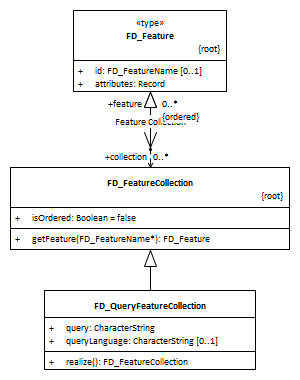 «type»
FD_Feature
{root}
+ id: FD_FeatureName [0..1]
+ attributes: Record
+feature 0..*
{ordered}
Feature Collection
+collection 0..*
FD_FeatureCollection
{root}
+ isOrdered: Boolean = false
+ getFeature(FD_FeatureName*): FD_Feature
FD_QueryFeatureCollection
+ query: CharacterString
+ queryLanguage: CharacterString [0..1]
+ realize(): FD_FeatureCollection